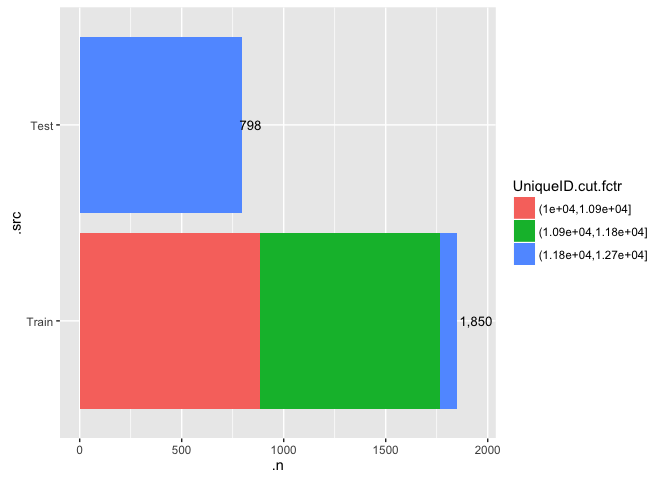 Test
798
Train
1,850
.src
0
500
1000
1500
2000
.n
UniqueID.cut.fctr
(1e+04,1.09e+04]
(1.09e+04,1.18e+04]
(1.18e+04,1.27e+04]